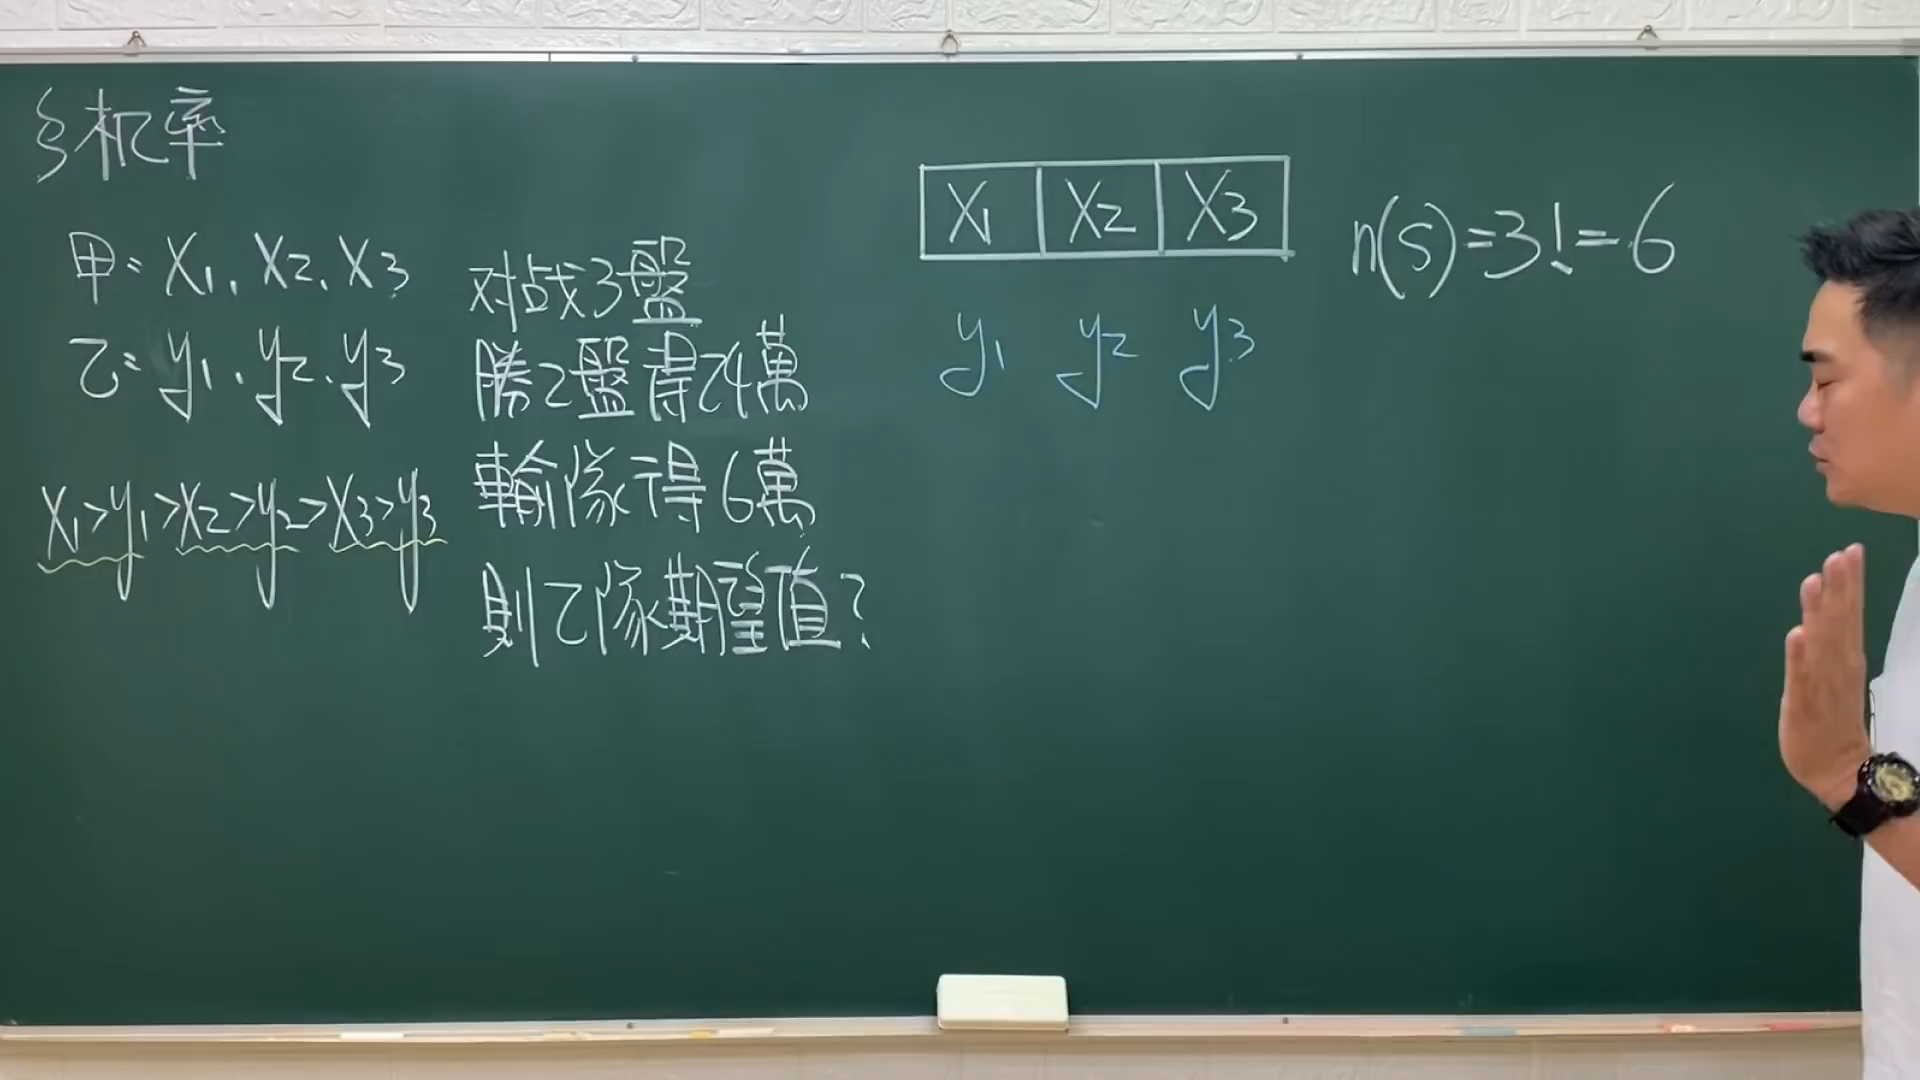 機率
甲= X1、X2、X3
乙= y1、y2、y3
X1>y1>X2>y2>X3>y3
对战3盤
勝2盤得24萬
輸隊得6萬
則乙隊期望值?
X1 X2 X3
y1 y2 y3
n(S)=3!=6